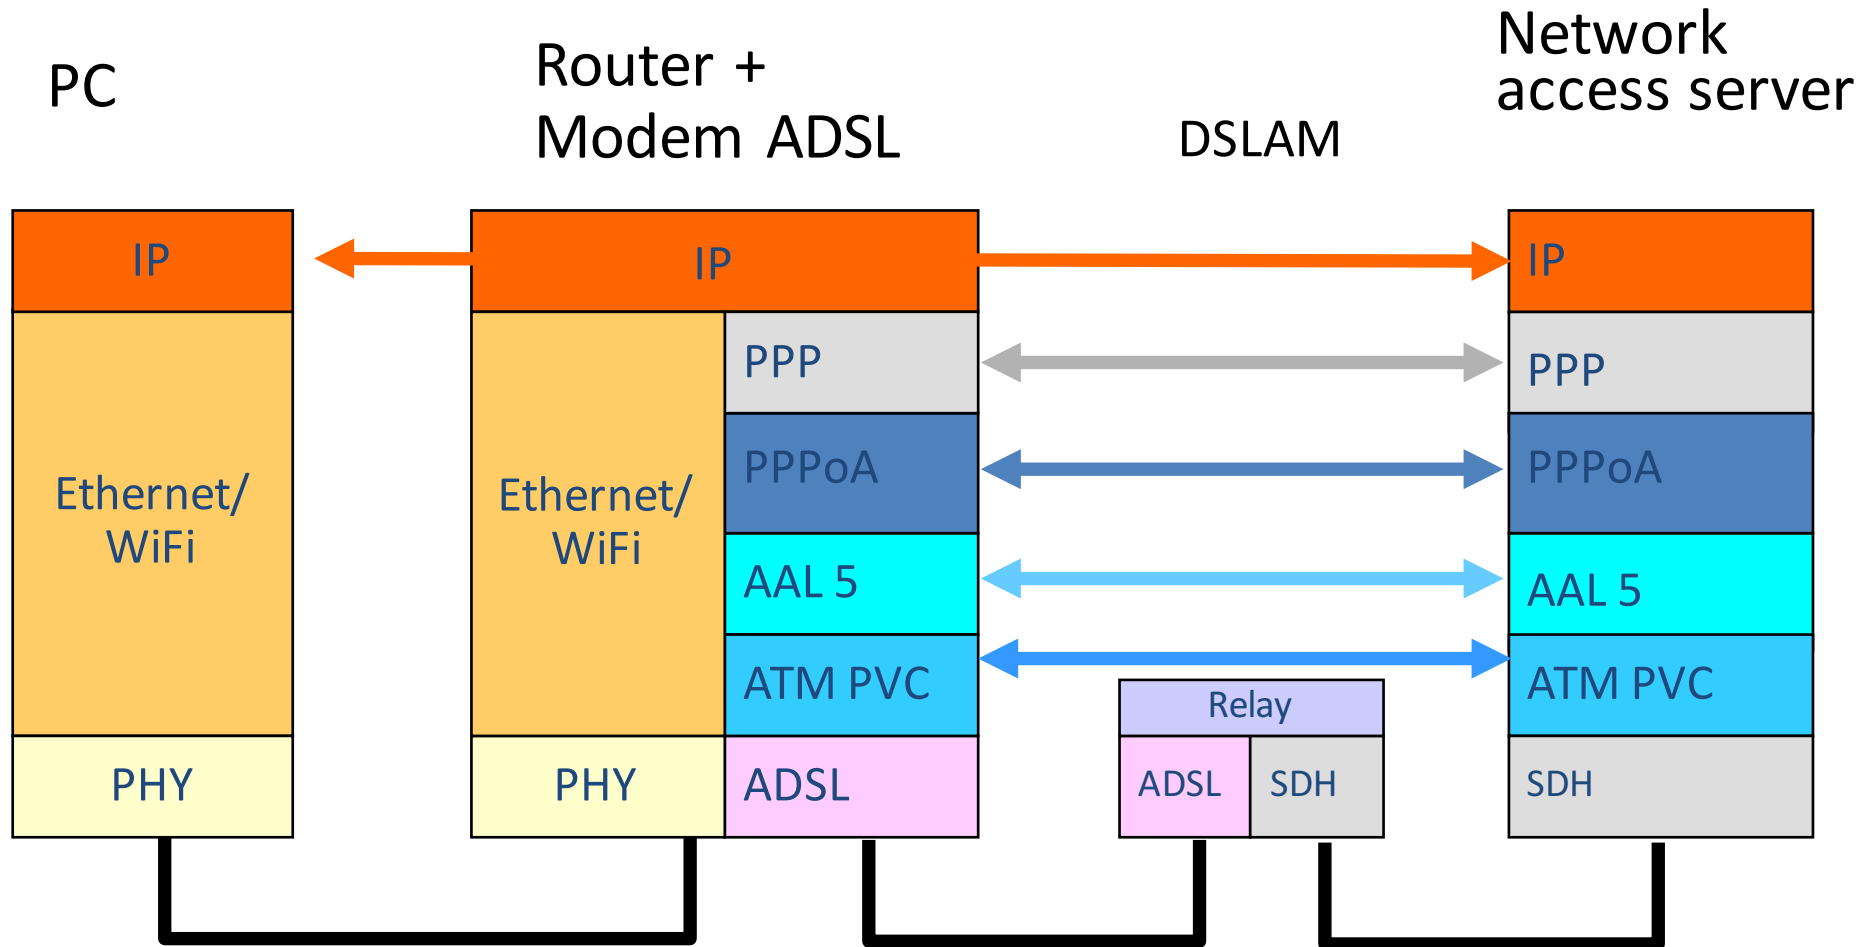 PC
Router +
Modem ADSL
DSLAM
Network
access server
IP
Ethernet/
WiFi
PHY
IP
Ethernet/
WiFi
PHY
PPP
PPPoA
AAL 5
ATM PVC
ADSL
Relay
ADSL
SDH
IP
PPP
PPPoA
AAL 5
ATM PVC
SDH